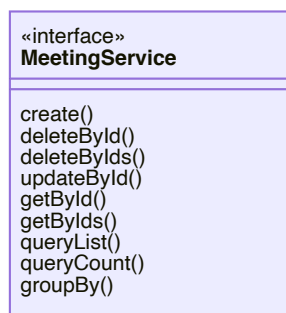 «interface»
MeetingService
create()
deleteById()
deleteByIds()
updateById()
getById()
getByIds()
queryList()
queryCount()
groupBy()